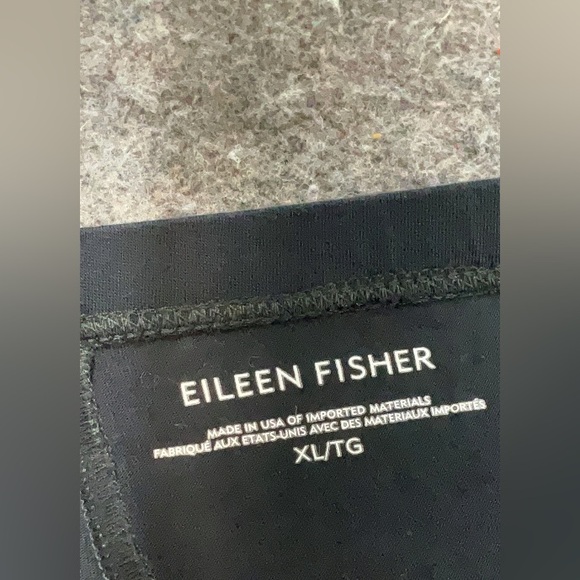 EILEEN FISHER
MADE IN USA OF IMPORTED MATERIALS
FABRIQUÉ AUX ETATS-UNIS AVEC DES MATERIAUX IMPORTÉS
XL/TG